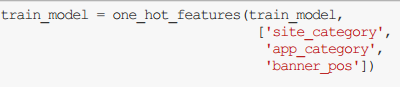 train_model = one_hot_features(train_model,
['site_category',
'app_category',
'banner_pos'])